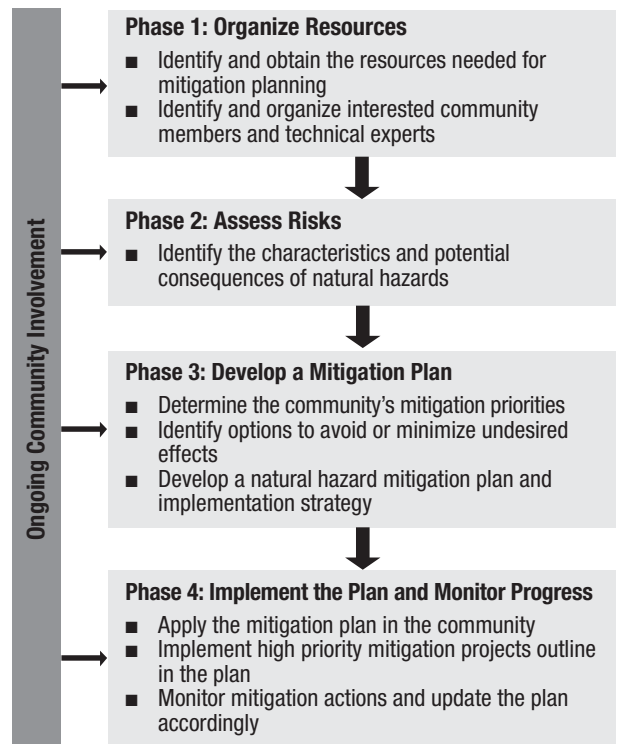 Ongoing Community Involvement
Phase 1: Organize Resources
■ Identify and obtain the resources needed for
mitigation planning
■ Identify and organize interested community
members and technical experts
Phase 2: Assess Risks
■ Identify the characteristics and potential
consequences of natural hazards
Phase 3: Develop a Mitigation Plan
■ Determine the community’s mitigation priorities
■ Identify options to avoid or minimize undesired
effects
■ Develop a natural hazard mitigation plan and
implementation strategy
Phase 4: Implement the Plan and Monitor Progress
■ Apply the mitigation plan in the community
■ Implement high priority mitigation projects outline
in the plan
■ Monitor mitigation actions and update the plan
accordingly